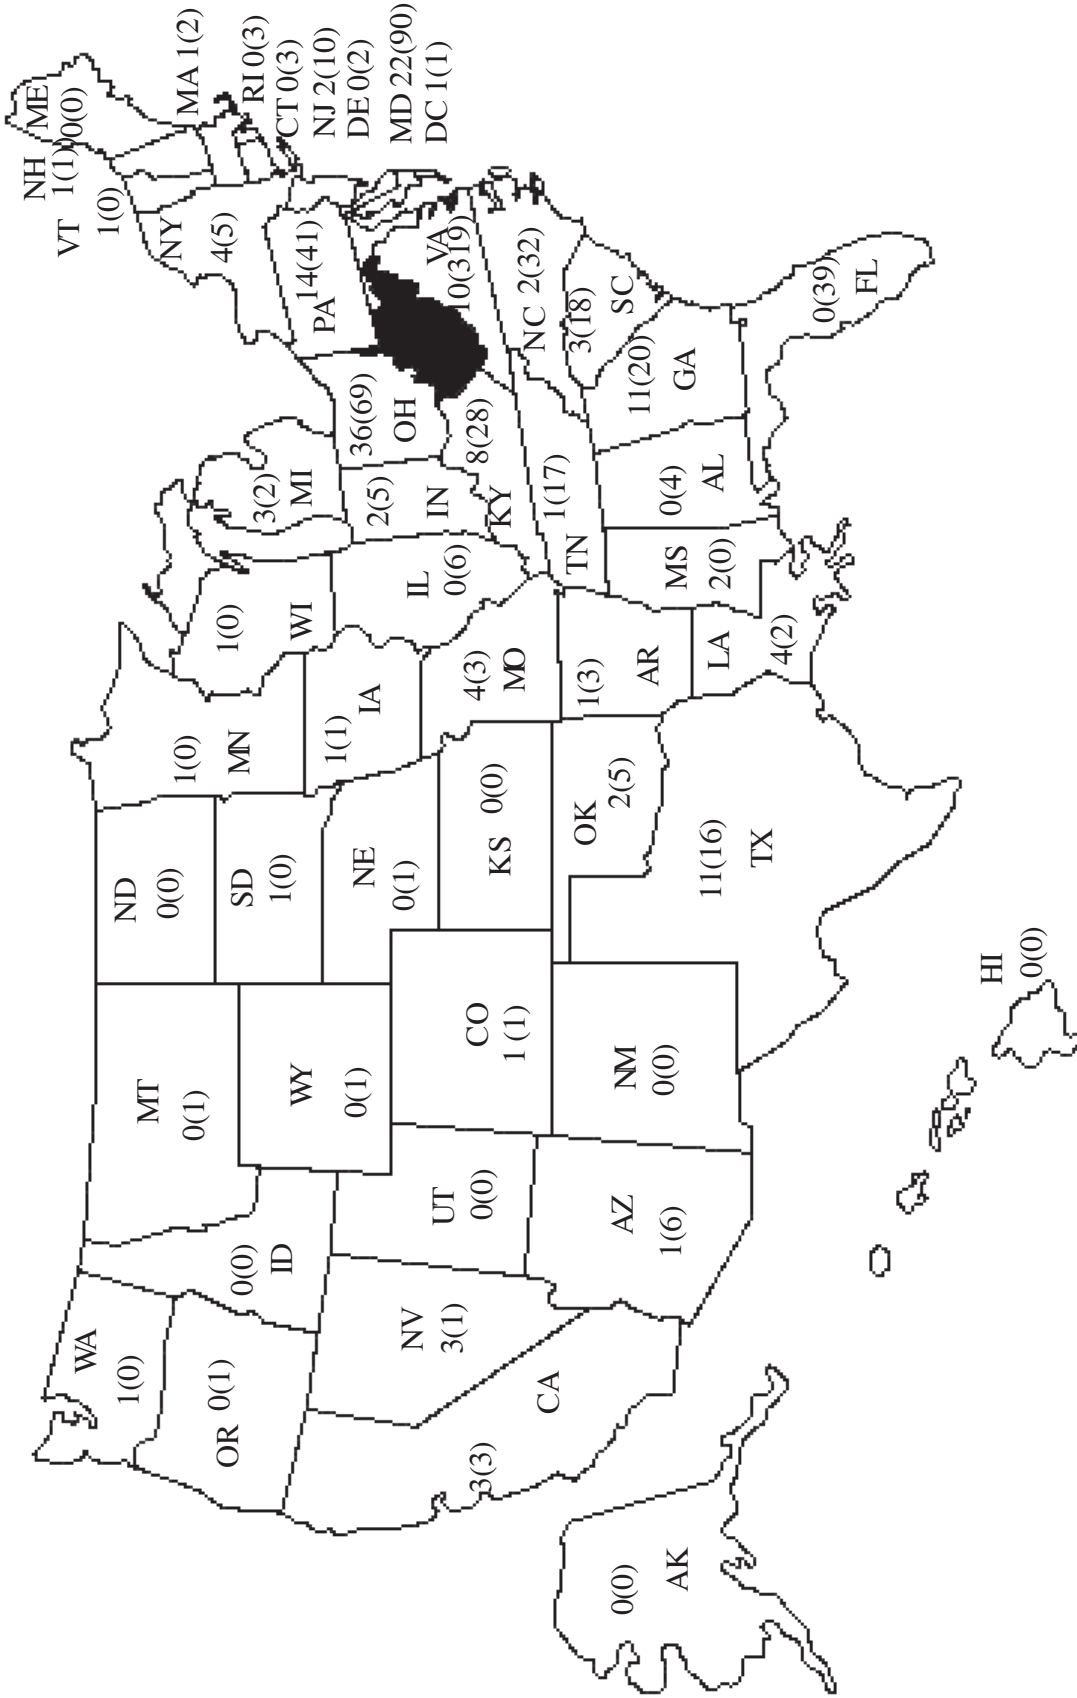 WA
1(0)
OR 0(1)
3(3)
CA
NV
3(1)
0(0)
ID
MT
0(1)
WY
0(1)
UT
0(0)
AZ
1(6)
CO
1(1)
NM
0(0)
ND
0(0)
SD
1(0)
NE
0(1)
KS 0(0)
OK
2(5)
11(16)
TX
1(0)
MN
1(1)
IA
4(3)
MO
1(3)
AR
LA
4(2)
1(0)
WI
IL
0(6)
3(2)
MI
2(5)
IN
36(69)
OH
8(28)
KY
1(17)
TN
MS
2(0)
0(4)
AL
11(20)
GA
0(39)
FL
3(18)
SC
NC 2(32)
VA
10(319)
14(41)
PA
NY
4(5)
VT
1(0)
NH
1(1)
ME
0(0)
MA 1(2)
RI 0(3)
CT 0(3)
NJ 2(10)
DE 0(2)
MD 22(90)
DC 1(1)
0(0)
AK
HI
0(0)